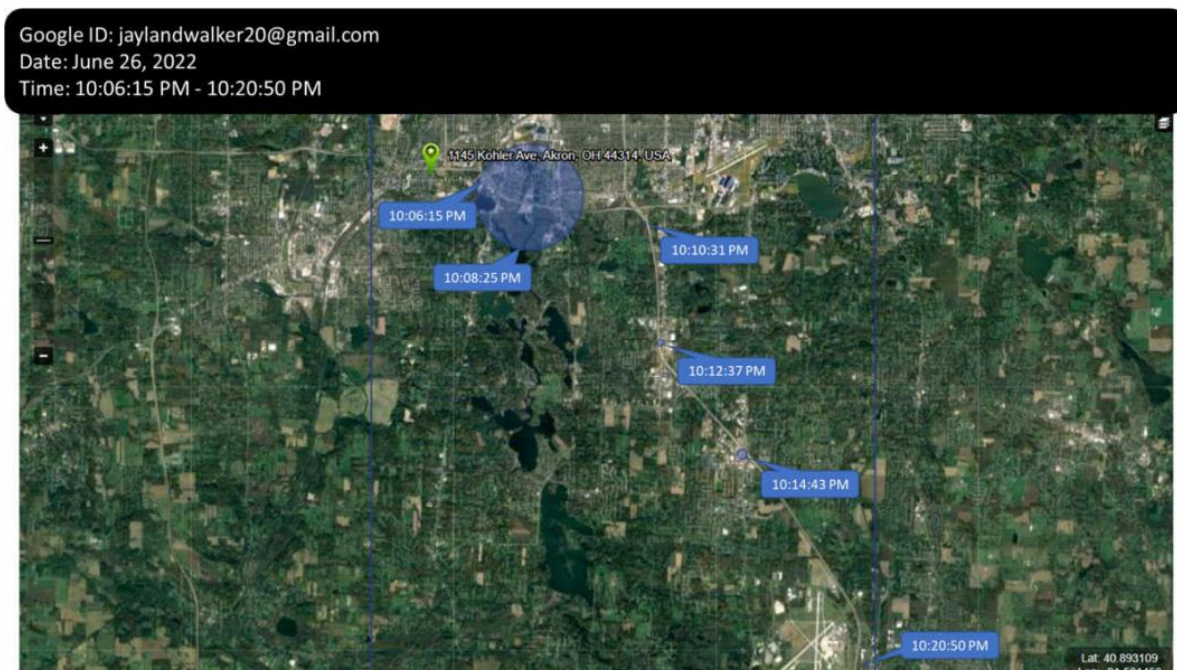 Google ID: jaylandwalker20@gmail.com
Date: June 26, 2022
Time: 10:06:15 PM - 10:20:50 PM
1145 Kohler Ave, Akron, OH 44314, USA
10:06:15 PM
10:10:31 PM
10:08:25 PM
10:12:37 PM
10:14:43 PM
10:20:50 PM
Lat: 40.893109